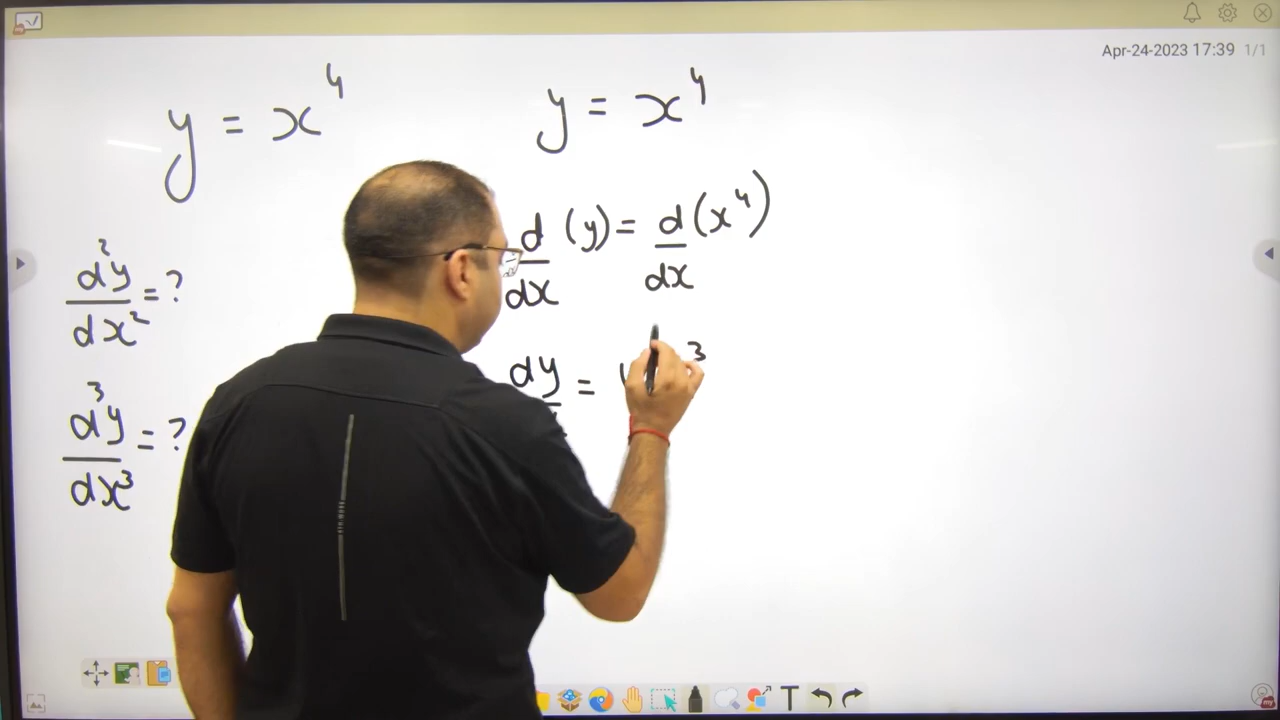 Apr-24-2023 17:39 1/1
y = x⁴
d²y/dx² = ?
d³y/dx³ = ?
y = x⁴
d/dx (y) = d/dx (x⁴)
dy = ³
T